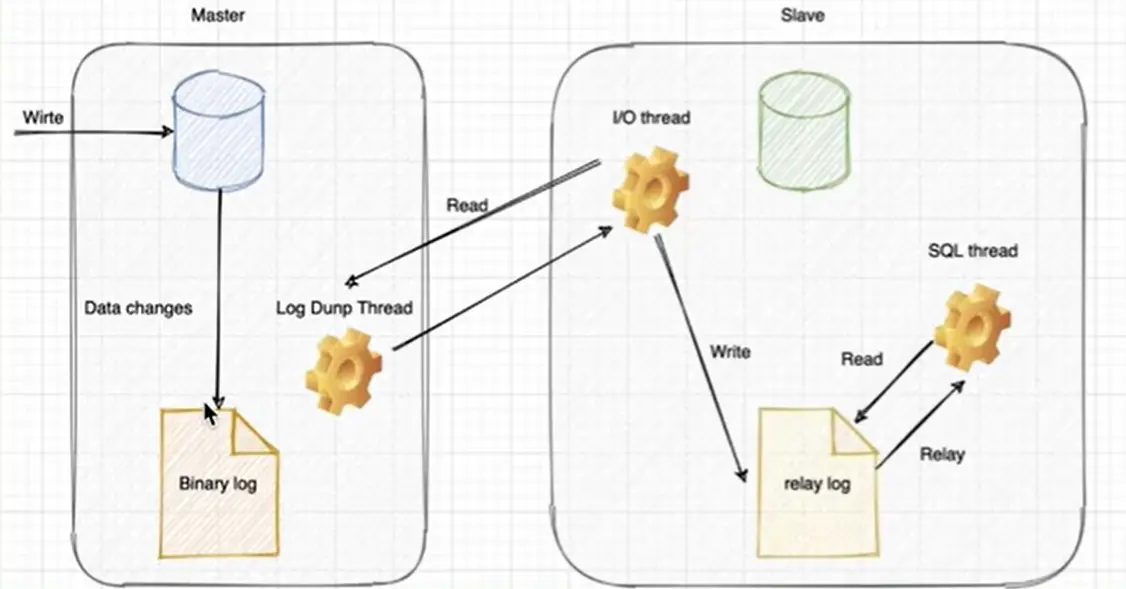 Master
Slave
Wirte
I/O thread
Read
SQL thread
Data changes
Log Dunp Thread
Write
Read
Relay
Binary log
relay log